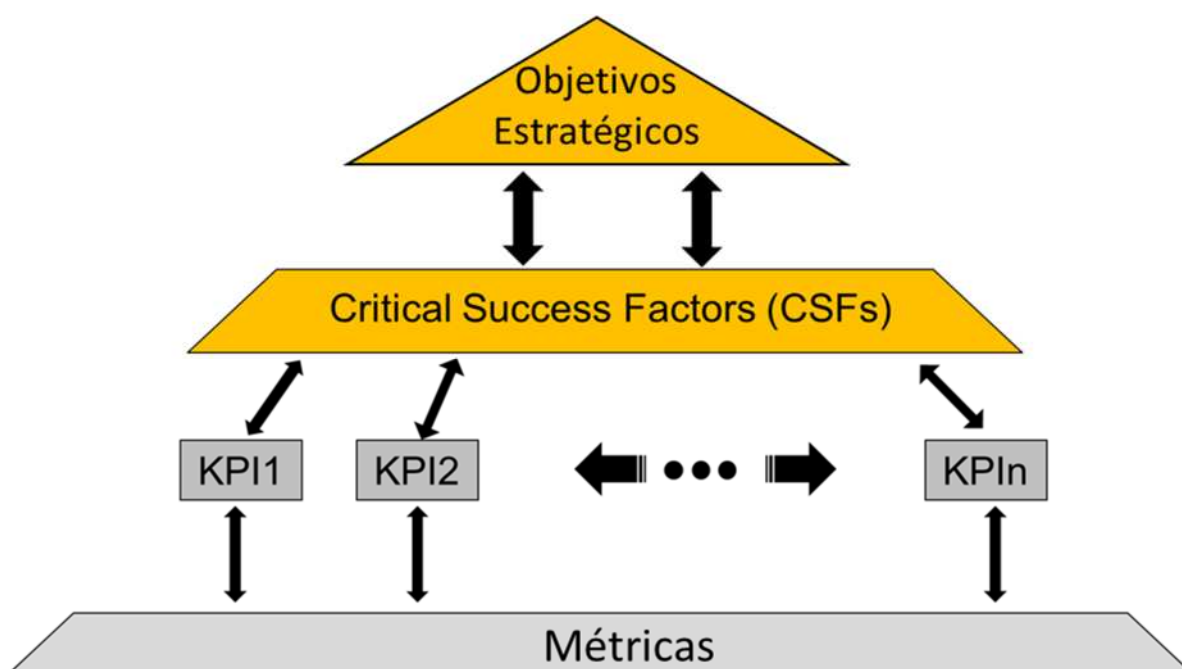 Objetivos
Estratégicos
Critical Success Factors (CSFs)
KPI1
KPI2
KPIn
Métricas